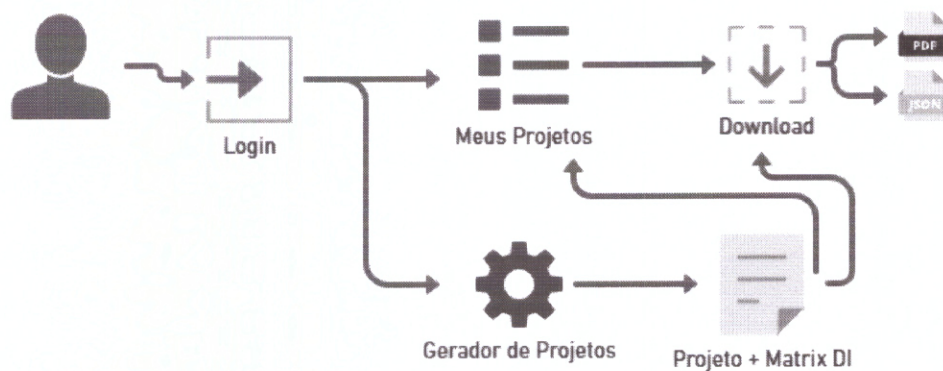 PDF
JSON
Login
Meus Projetos
Download
Gerador de Projetos
Projeto + Matrix DI